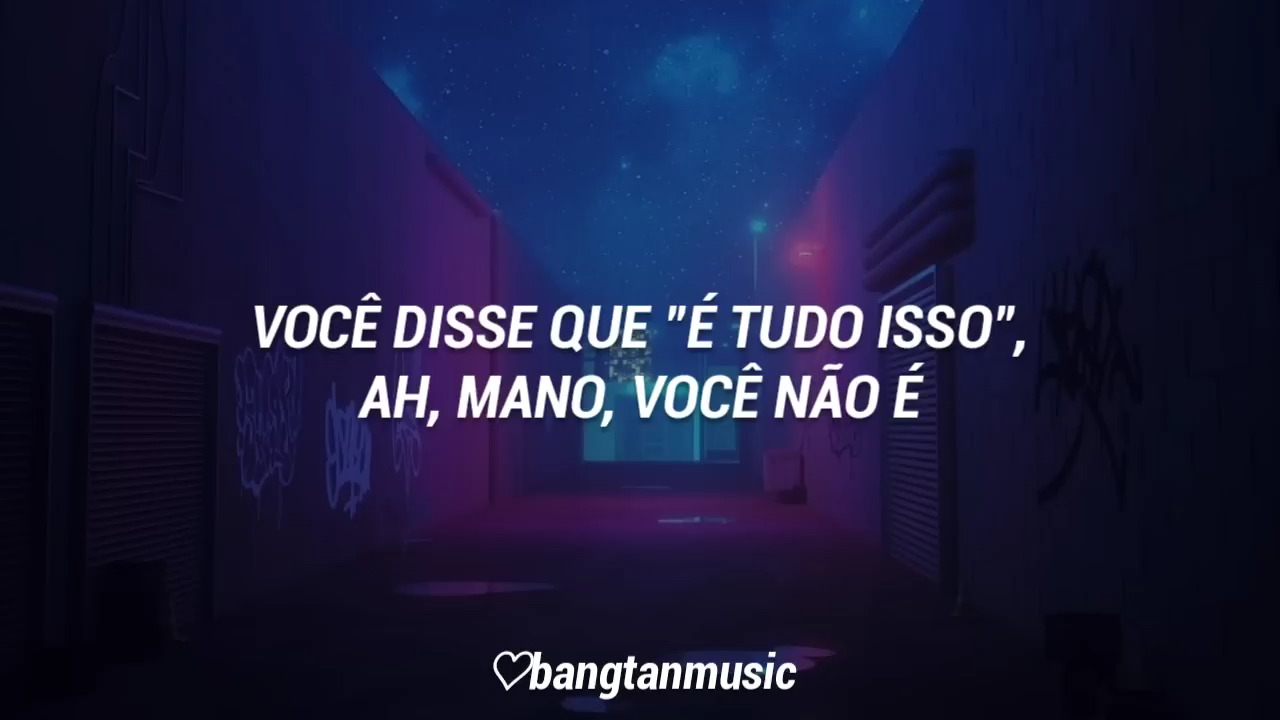 VOCÊ DISSE QUE "É TUDO ISSO",
AH, MANO, VOCÊ NÃO É
♡bangtanmusic